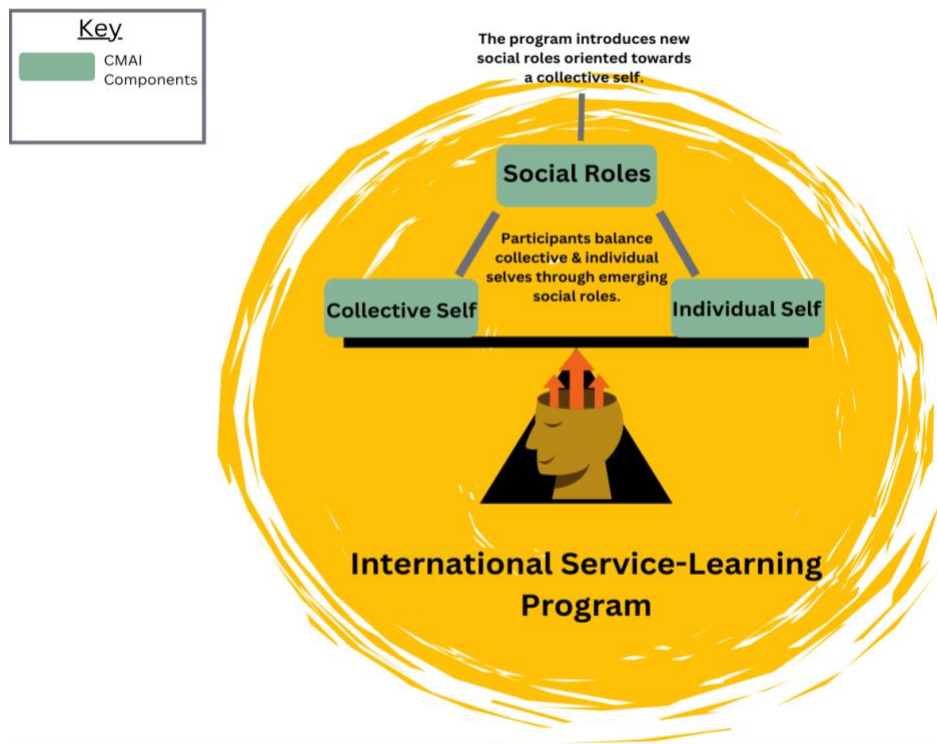 Key
CMAI
Components
The program introduces new
social roles oriented towards
a collective self.
Social Roles
Participants balance
collective & individual
selves through emerging
social roles.
Collective Self
Individual Self
International Service-Learning
Program